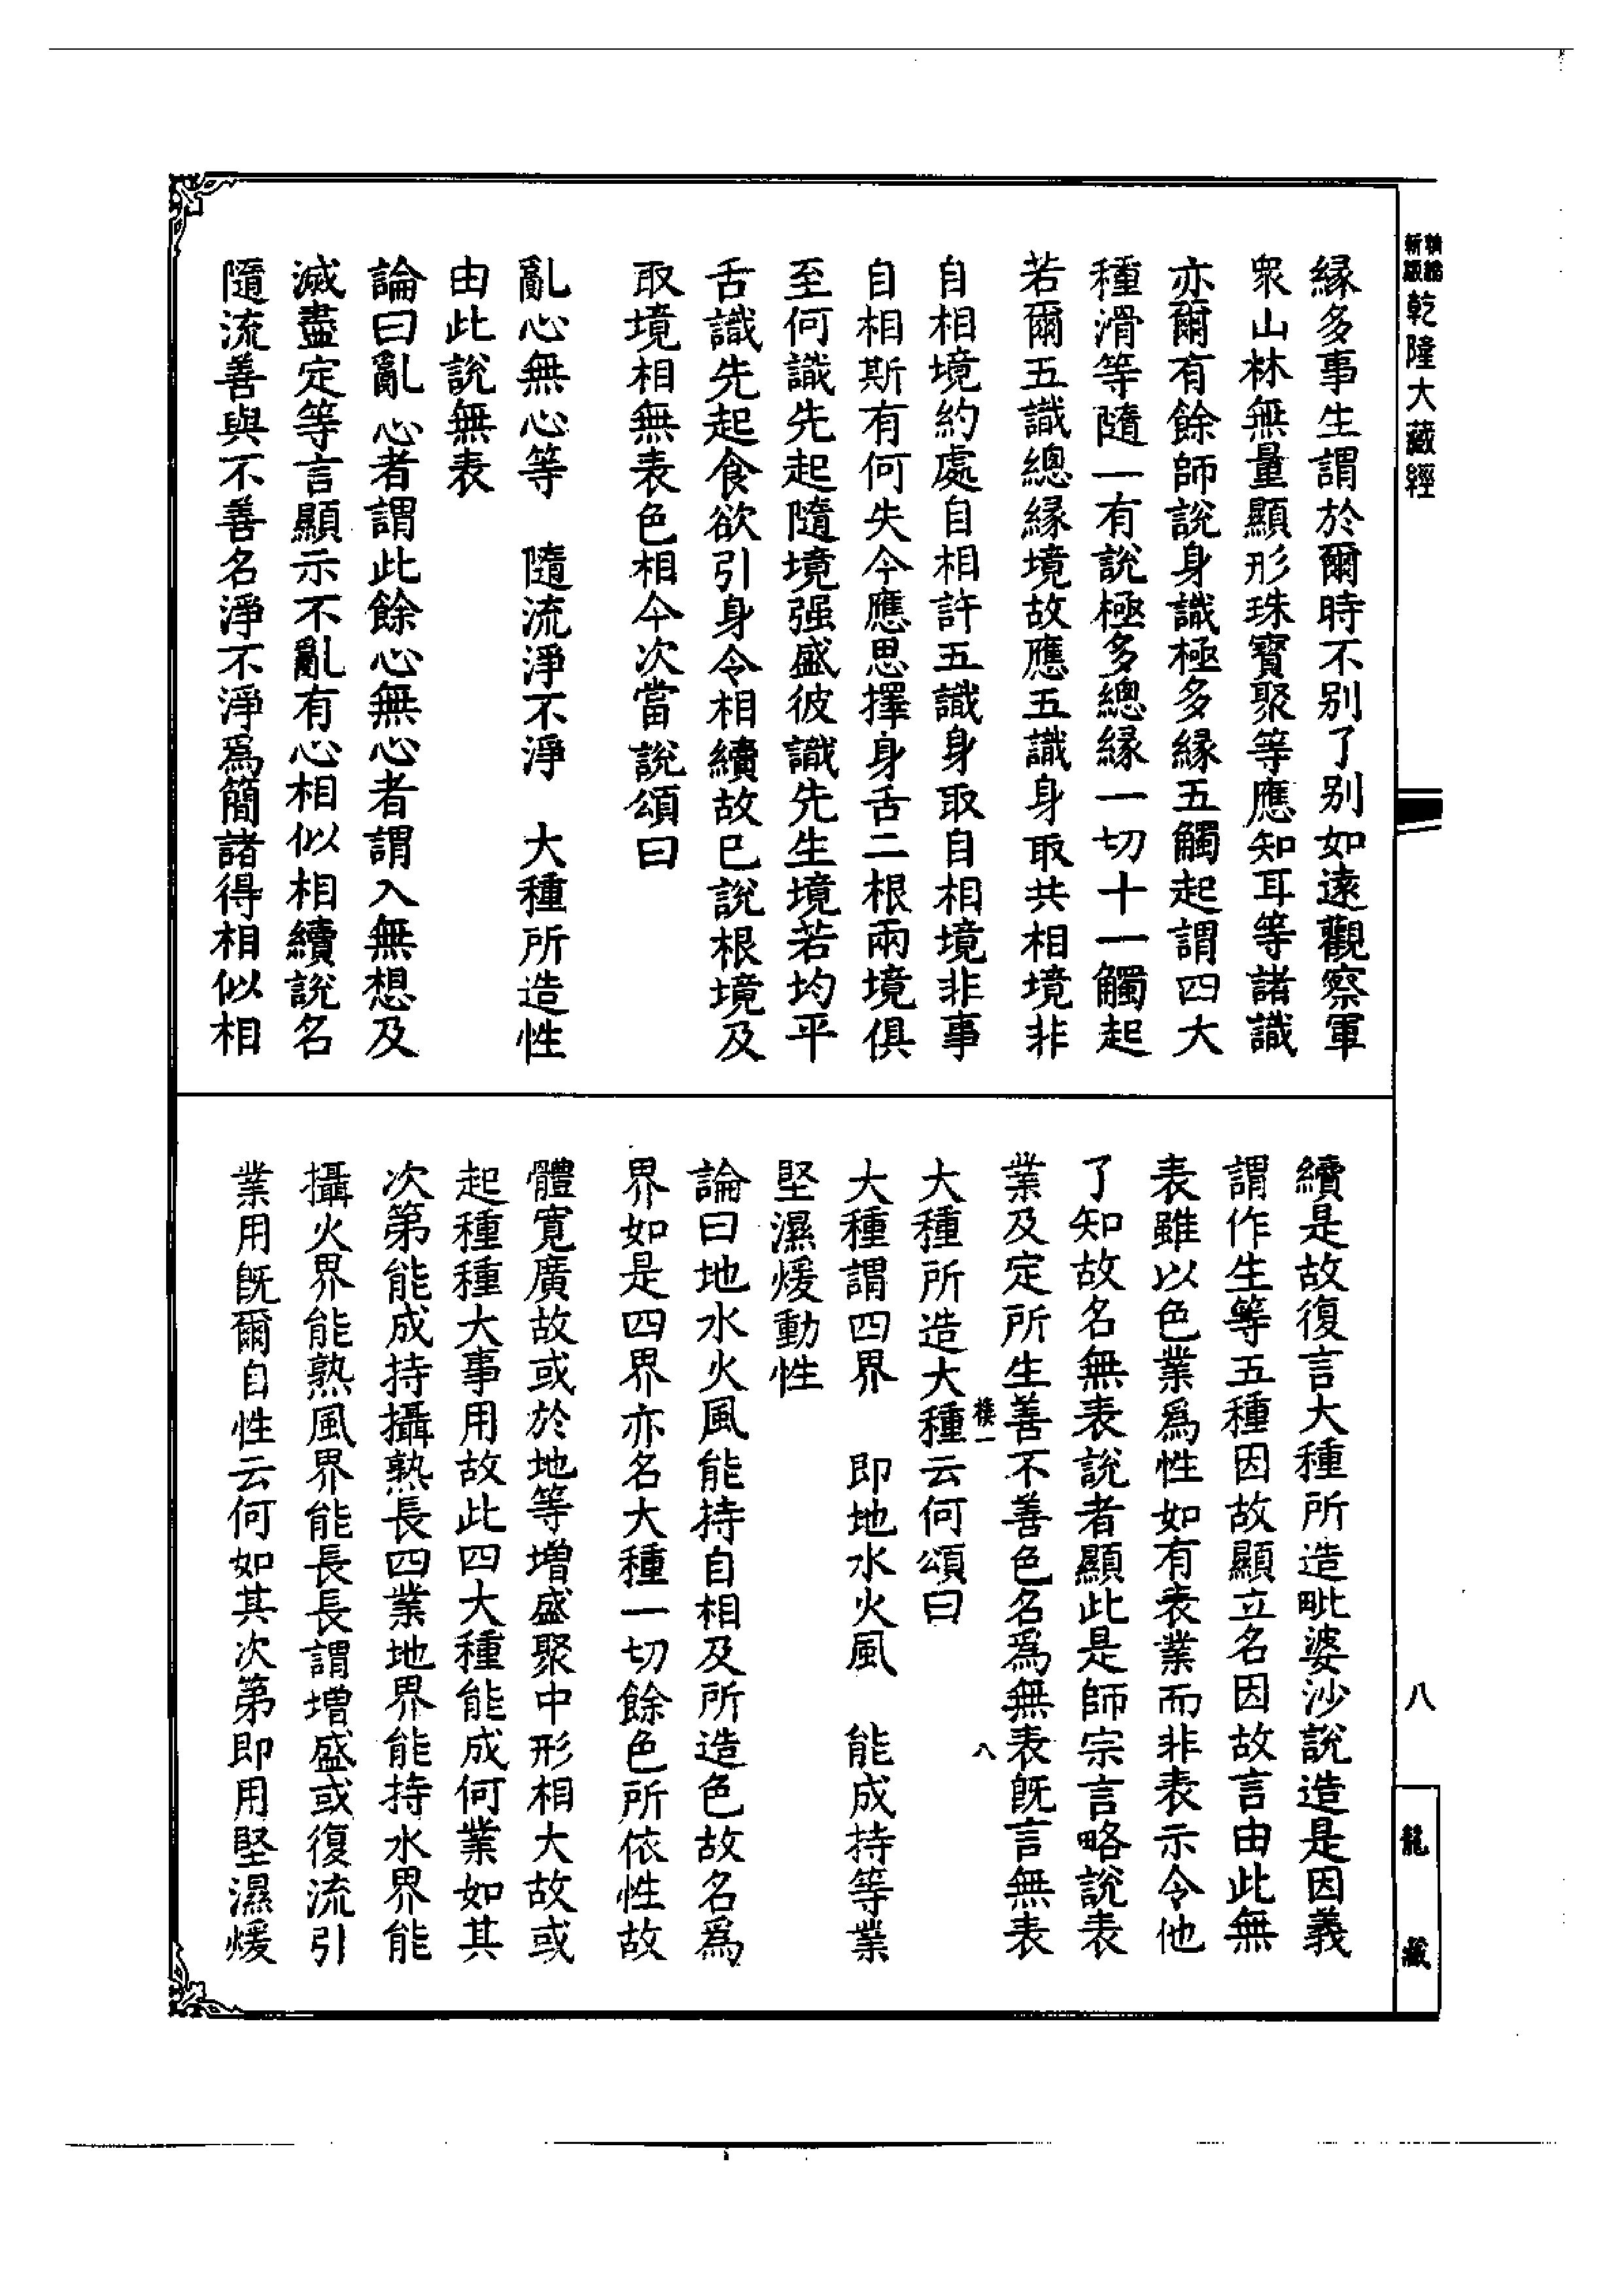 新編縮版乾隆大藏經
緣多事生謂於爾時不別了別如遠觀察軍
衆山林無量顯形珠寶聚等應知耳等諸識
亦爾有餘師說身識極多緣五觸起謂四大
種滑等隨一有說極多總緣一切十一觸起
若爾五識總緣境故應五識身取共相境非
自相境約處自相許五識身取自相境非事
自相斯有何失今應思擇身舌二根兩境俱
至何識先起隨境强盛彼識先生境若均平
舌識先起食欲引身令相續故已說根境及
取境相無表色相今次當說頌曰
亂心無心等　隨流淨不淨　大種所造性
由此說無表
論曰亂心者謂此餘心無心者謂入無想及
滅盡定等言顯示不亂有心相似相續說名
隨流善與不善名淨不淨爲簡諸得相似相
續是故復言大種所造毗婆沙說造是因義
謂作生等五種因故顯立名因故言由此無
表雖以色業爲性如有表業而非表示令他
了知故名無表說者顯此是師宗言略說表
業及定所生善不善色名爲無表旣言無表
大種所造大種云何頌曰
八
大種謂四界　即地水火風　能成持等業
堅濕煖動性
論曰地水火風能持自相及所造色故名爲
界如是四界亦名大種一切餘色所依性故
體寬廣故或於地等增盛聚中形相大故或
起種種大事用故此四大種能成何業如其
次第能成持攝熟長四業地界能持水界能
攝火界能熟風界能長長謂增盛或復流引
業用旣爾自性云何如其次第即用堅濕煖
八
龍藏